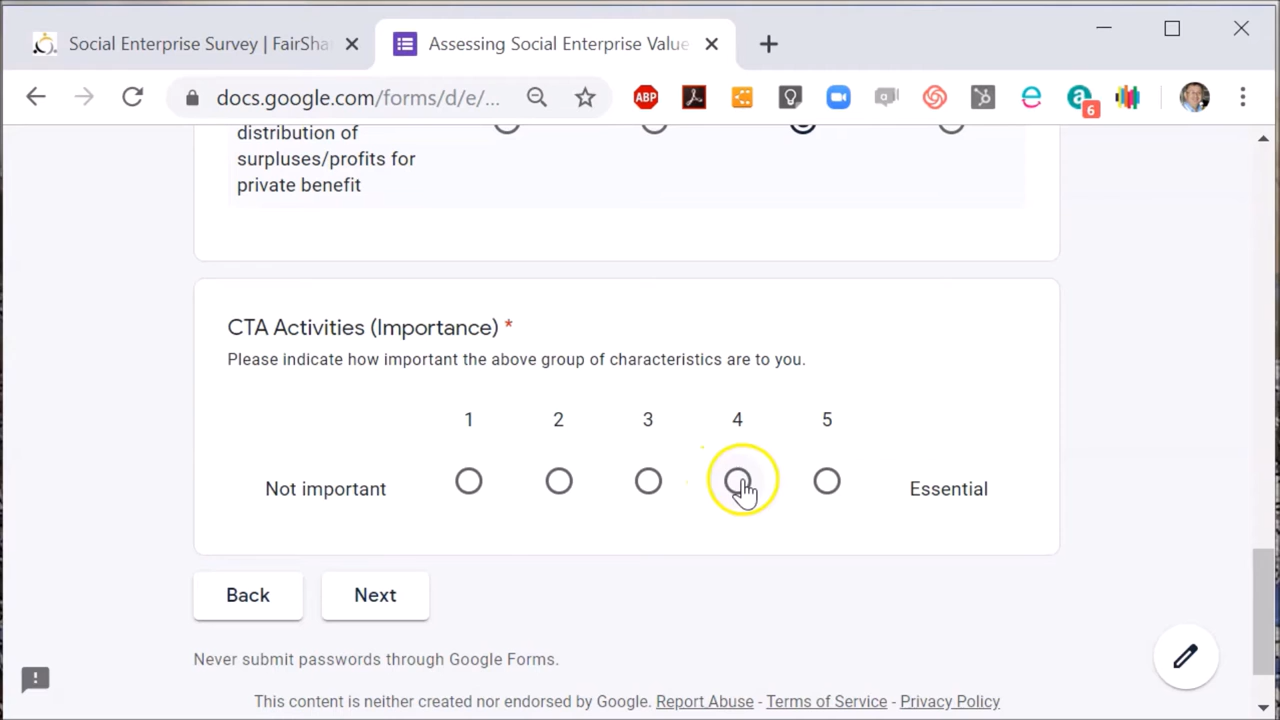 Social Enterprise Survey | FairSha
Assessing Social Enterprise Value
docs.google.com/forms/d/e/...
ABP
6
distribution of
surpluses/profits for
private benefit
CTA Activities (Importance) *
Please indicate how important the above group of characteristics are to you.
1 2 3 4 5
Not important
Essential
Back
Next
Never submit passwords through Google Forms.
This content is neither created nor endorsed by Google. Report Abuse - Terms of Service - Privacy Policy